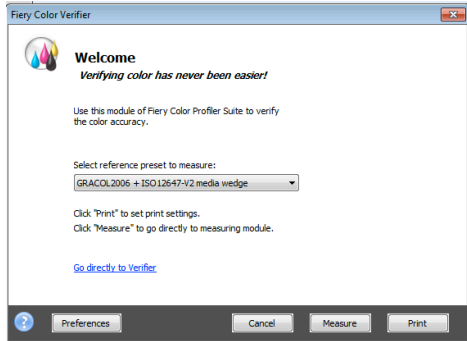 Fiery Color Verifier
Welcome
Verifying color has never been easier!
Use this module of Fiery Color Profiler Suite to verify
the color accuracy.
Select reference preset to measure:
GRACOL2006 + ISO12647-V2 media wedge
Click "Print" to set print settings.
Click "Measure" to go directly to measuring module.
Go directly to Verifier
? Preferences Cancel Measure Print